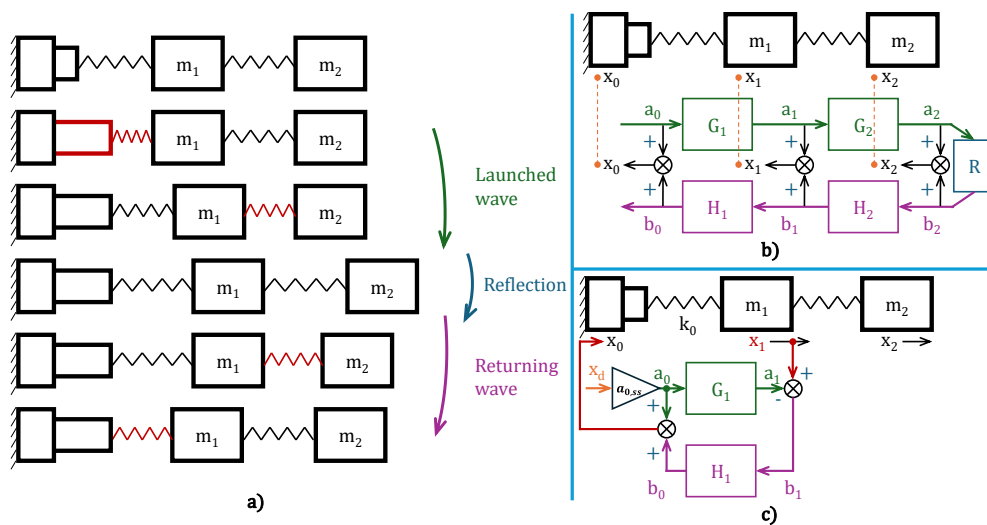 m₁ m₂
m₁ m₂
m₁ m₂
m₁ m₂
m₁ m₂
m₁ m₂
Launched
wave
Reflection
Returning
wave
a)
m₁ m₂
x₀ x₁ x₂
a₀ G₁ a₁ G₂ a₂
+ + +
x₀ x₁ x₂ R
+ + +
b₀ H₁ b₁ H₂ b₂
b)
m₁ m₂
k₀
x₀ x₁ x₂
x_d a₀,ss a₀ G₁ a₁ +
+ -
+
b₀ H₁ b₁
c)